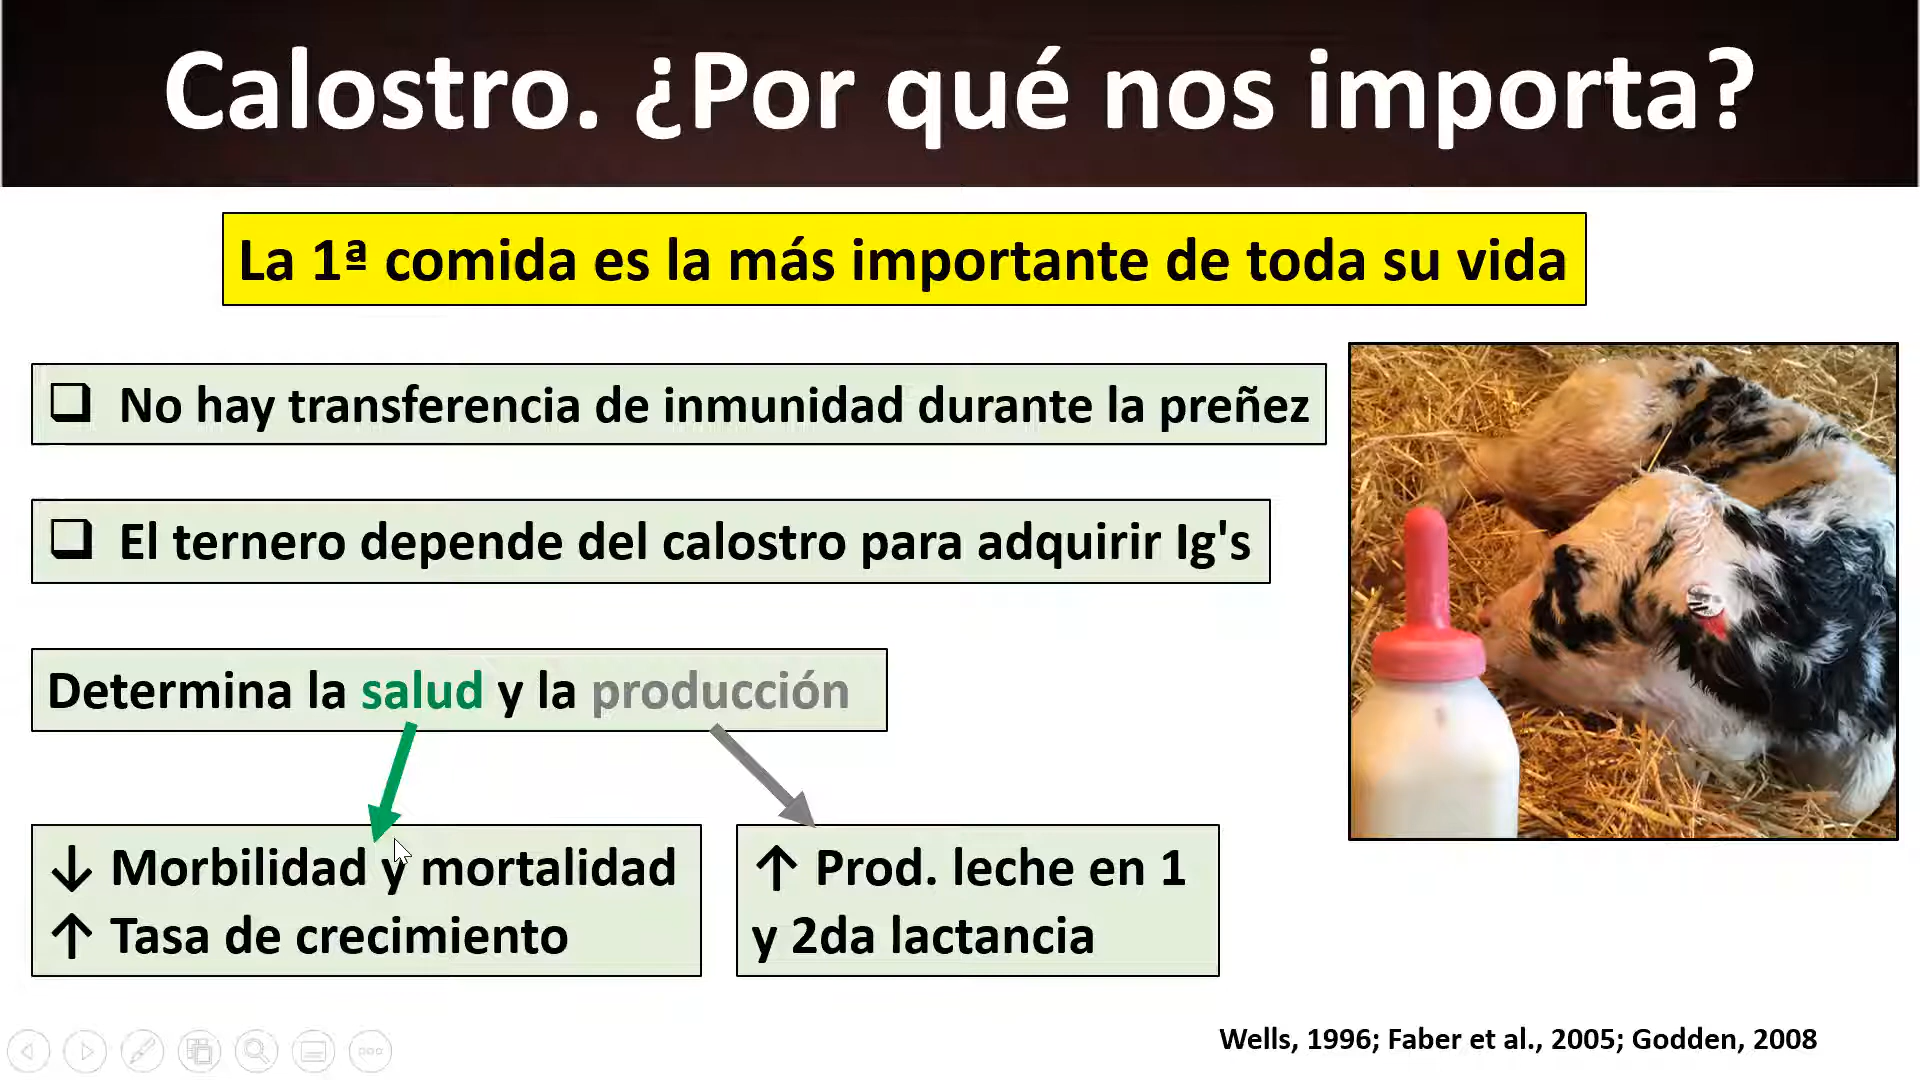 Calostro. ¿Por qué nos importa?
La 1ª comida es la más importante de toda su vida
❑ No hay transferencia de inmunidad durante la preñez
❑ El ternero depende del calostro para adquirir Ig's
Determina la salud y la producción
↓ Morbilidad y mortalidad
↑ Tasa de crecimiento
↑ Prod. leche en 1
y 2da lactancia
Wells, 1996; Faber et al., 2005; Godden, 2008